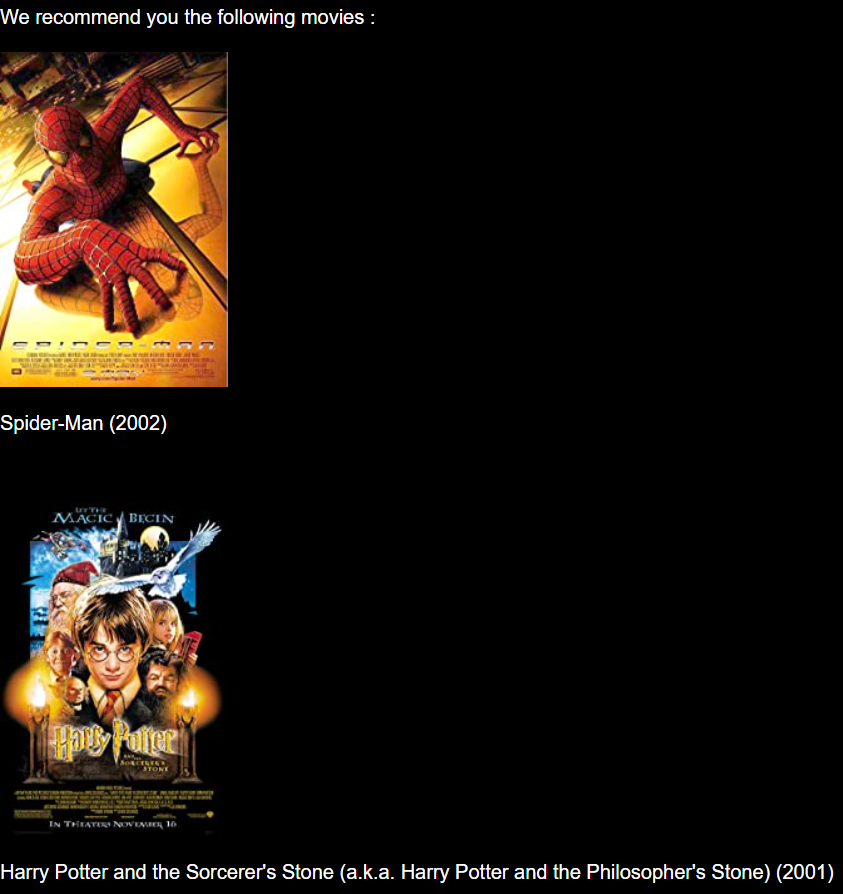 We recommend you the following movies :
SPIDER-MAN
Spider-Man (2002)
LET THE
MAGIC BEGIN
Harry Potter
AND THE
SORCERER'S
STONE
IN THEATERS NOVEMBER 16
Harry Potter and the Sorcerer's Stone (a.k.a. Harry Potter and the Philosopher's Stone) (2001)